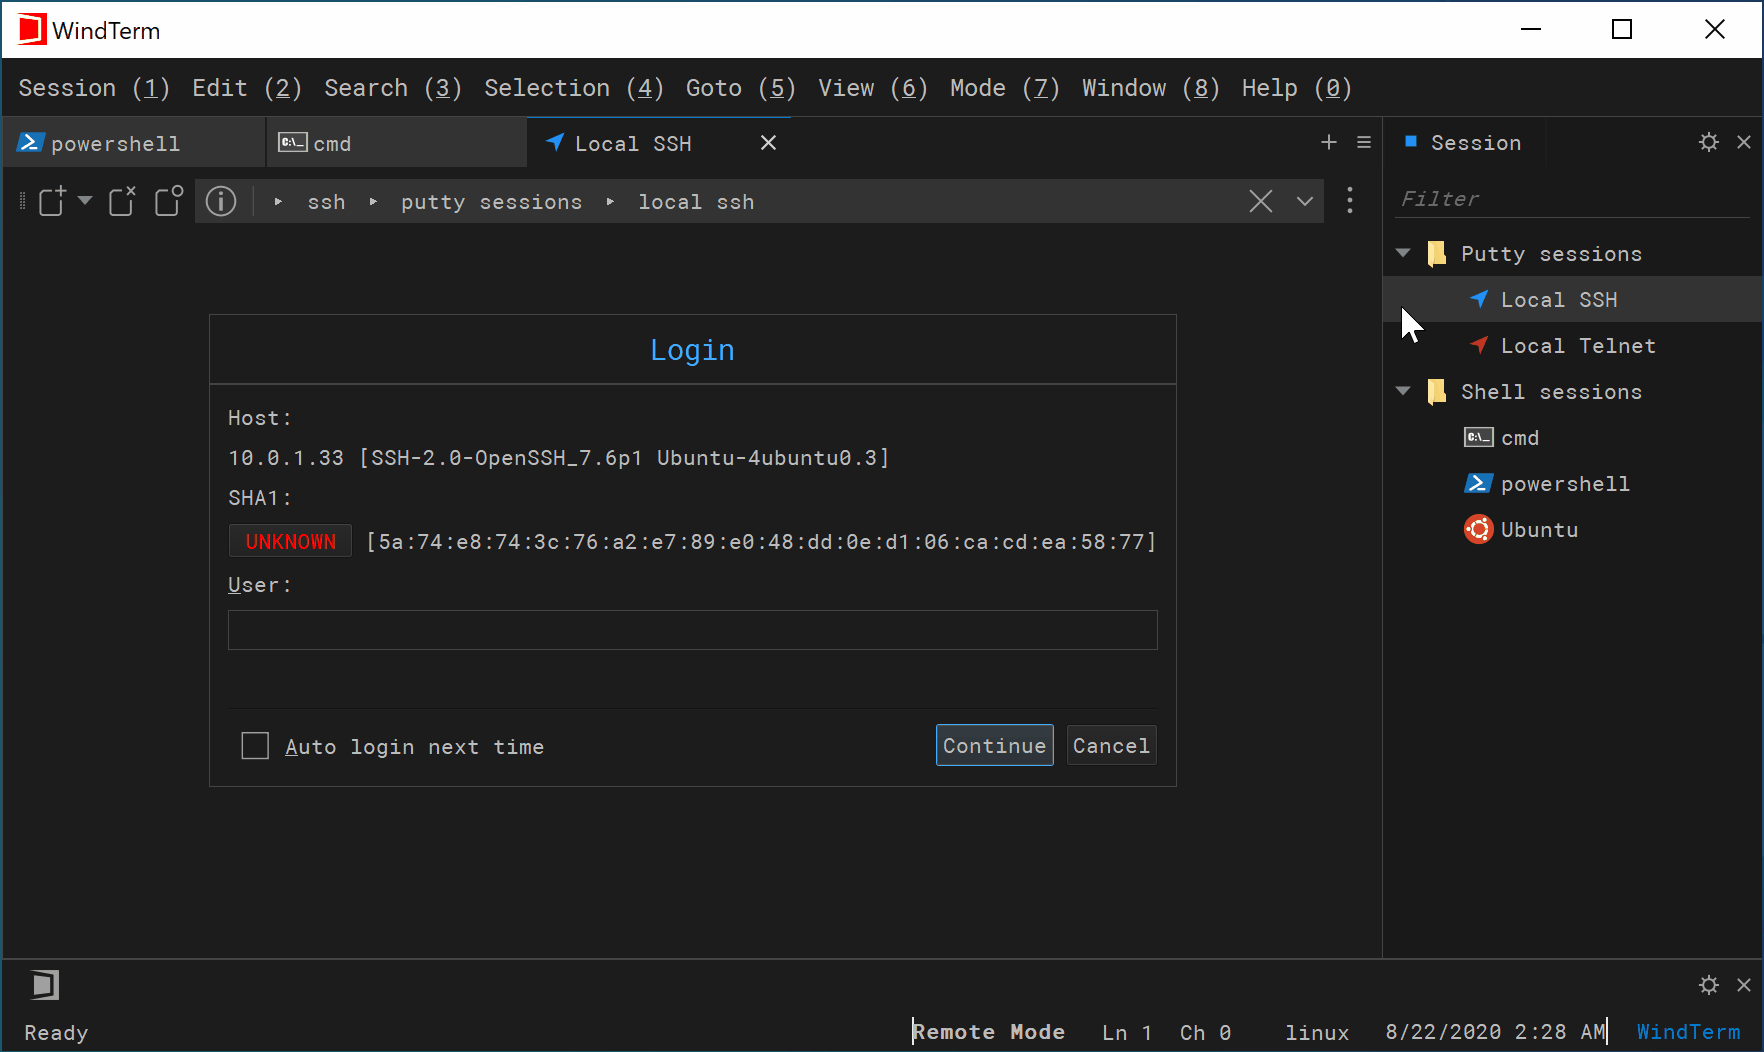 WindTerm
Session (1) Edit (2) Search (3) Selection (4) Goto (5) View (6) Mode (7) Window (8) Help (0)
powershell
cmd
Local SSH
Session
ssh
putty sessions
local ssh
Filter
Putty sessions
Local SSH
Local Telnet
Shell sessions
cmd
powershell
Ubuntu
Login
Host:
10.0.1.33 [SSH-2.0-OpenSSH_7.6p1 Ubuntu-4ubuntu0.3]
SHA1:
UNKNOWN [5a:74:e8:74:3c:76:a2:e7:89:e0:48:dd:0e:d1:06:ca:cd:ea:58:77]
User:
Auto login next time
Continue
Cancel
Ready
Remote Mode
Ln 1 Ch 0
linux
8/22/2020 2:28 AM
WindTerm